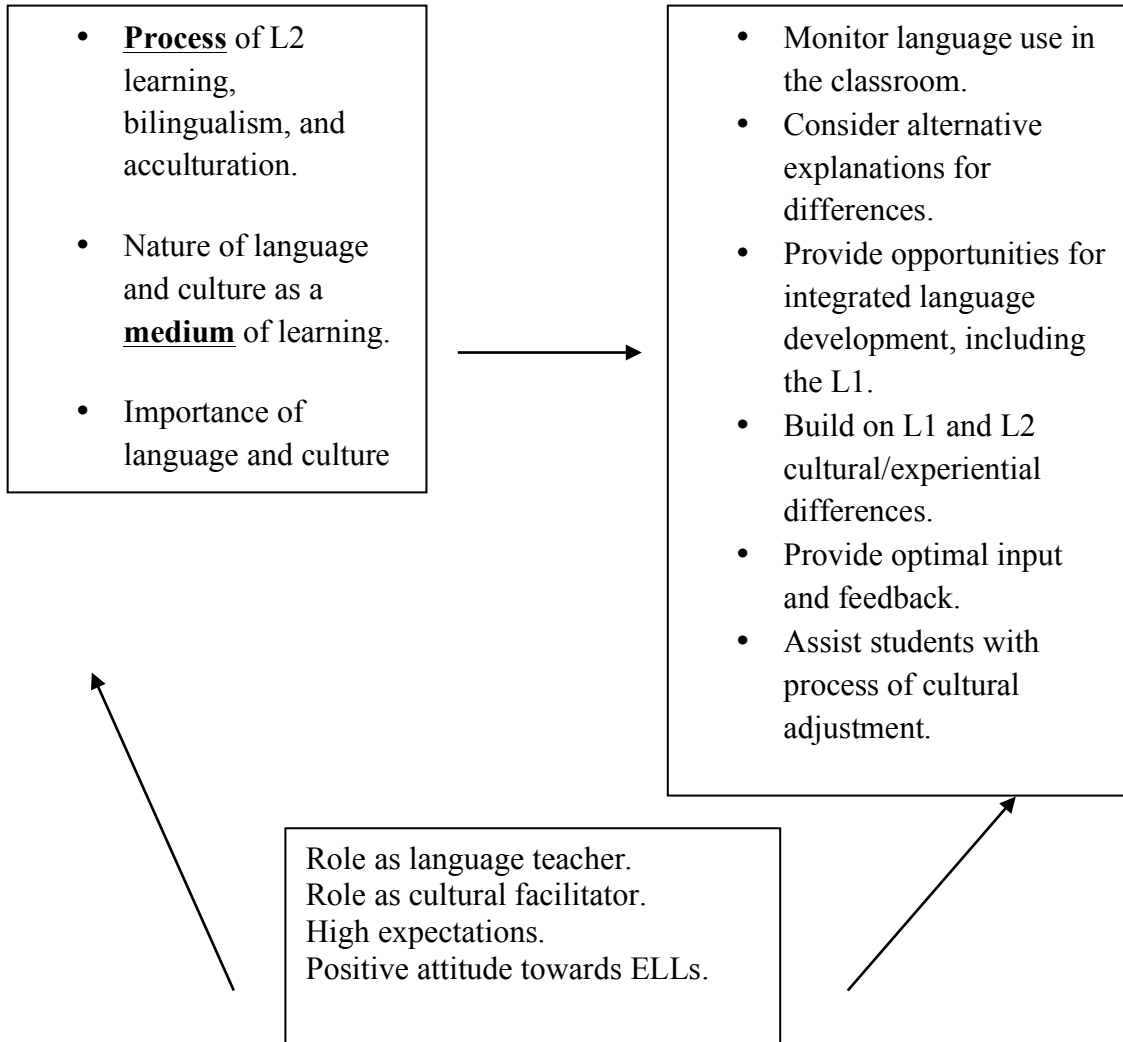 • Process of L2
learning,
bilingualism, and
acculturation.
• Nature of language
and culture as a
medium of learning.
• Importance of
language and culture
• Monitor language use in
the classroom.
• Consider alternative
explanations for
differences.
• Provide opportunities for
integrated language
development, including
the L1.
• Build on L1 and L2
cultural/experiential
differences.
• Provide optimal input
and feedback.
• Assist students with
process of cultural
adjustment.
Role as language teacher.
Role as cultural facilitator.
High expectations.
Positive attitude towards ELLs.